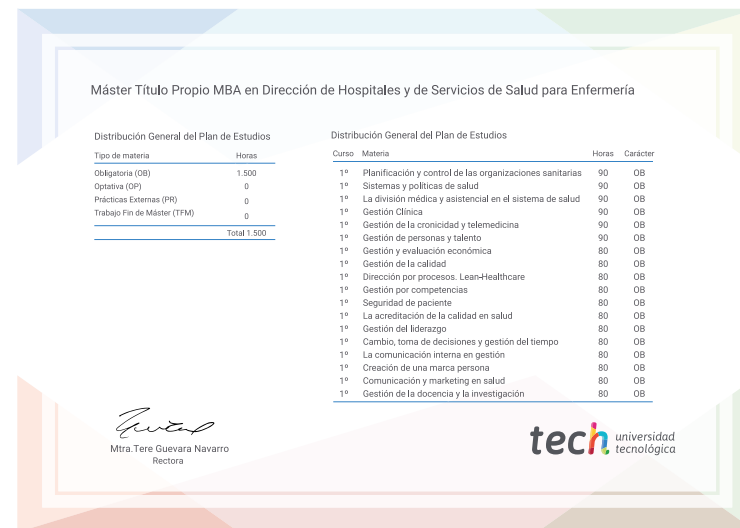 Máster Título Propio MBA en Dirección de Hospitales y de Servicios de Salud para Enfermería
Distribución General del Plan de Estudios
Tipo de materia Horas
Obligatoria (OB) 1.500
Optativa (OP) 0
Prácticas Externas (PR) 0
Trabajo Fin de Máster (TFM) 0
Total 1.500
Distribución General del Plan de Estudios
Curso Materia Horas Carácter
1º Planificación y control de las organizaciones sanitarias 90 OB
1º Sistemas y políticas de salud 90 OB
1º La división médica y asistencial en el sistema de salud 90 OB
1º Gestión Clínica 90 OB
1º Gestión de la cronicidad y telemedicina 90 OB
1º Gestión de personas y talento 90 OB
1º Gestión y evaluación económica 80 OB
1º Gestión de la calidad 80 OB
1º Dirección por procesos. Lean-Healthcare 80 OB
1º Gestión por competencias 80 OB
1º Seguridad de paciente 80 OB
1º La acreditación de la calidad en salud 80 OB
1º Gestión del liderazgo 80 OB
1º Cambio, toma de decisiones y gestión del tiempo 80 OB
1º La comunicación interna en gestión 80 OB
1º Creación de una marca persona 80 OB
1º Comunicación y marketing en salud 80 OB
1º Gestión de la docencia y la investigación 80 OB
Mtra.Tere Guevara Navarro
Rectora
tech universidad
tecnológica